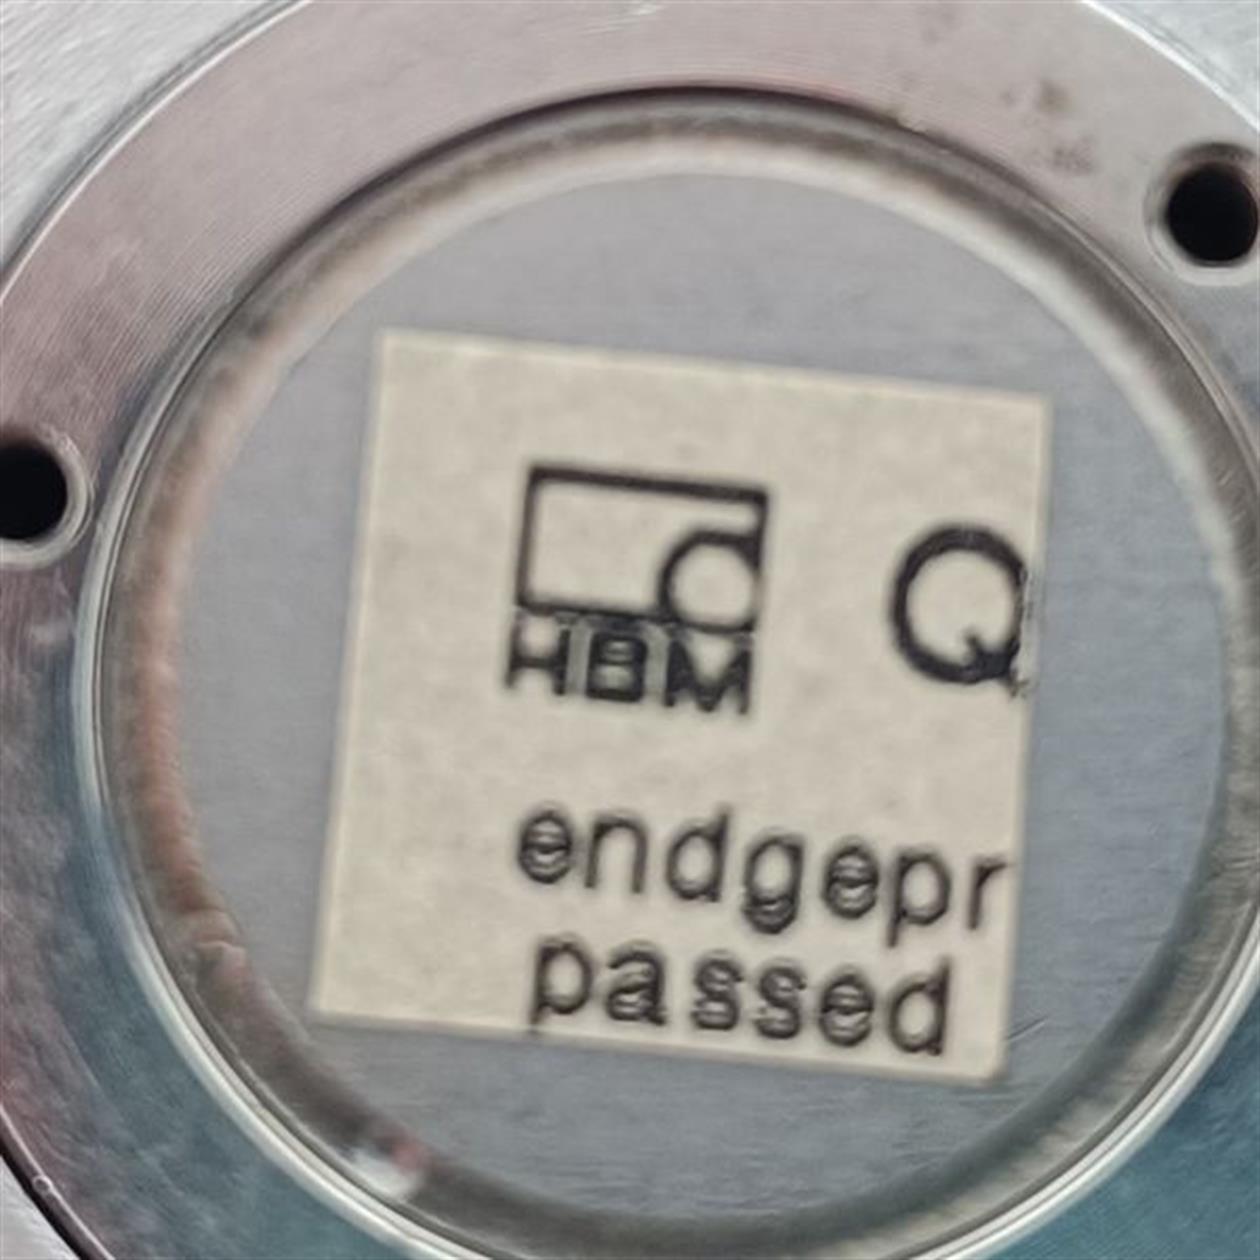 HBM Q
endgepr
passed